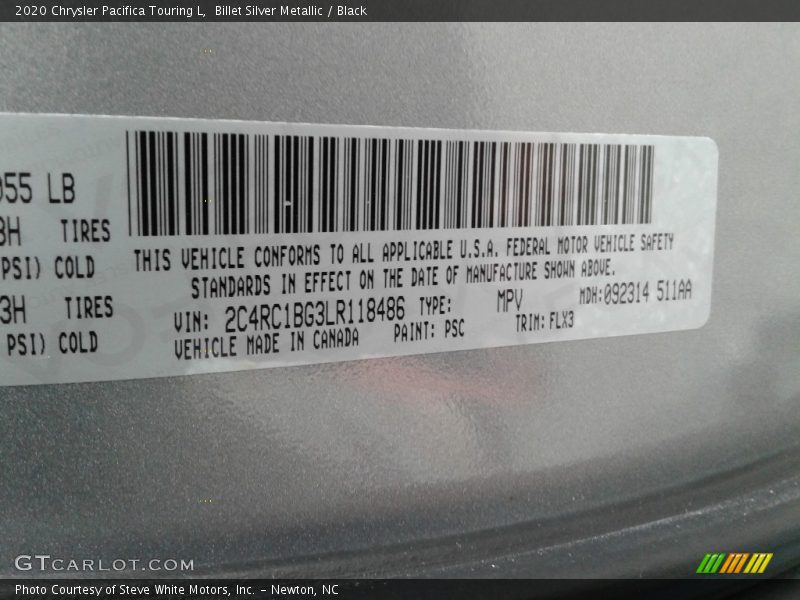 2020 Chrysler Pacifica Touring L,  Billet Silver Metallic / Black
055 LB
3H TIRES
PSI) COLD
3H TIRES
PSI) COLD
THIS VEHICLE CONFORMS TO ALL APPLICABLE U.S.A. FEDERAL MOTOR VEHICLE SAFETY
STANDARDS IN EFFECT ON THE DATE OF MANUFACTURE SHOWN ABOVE.
VIN: 2C4RC1BG3LR118486 TYPE: MPV MDH:092314 511AA
VEHICLE MADE IN CANADA PAINT: PSC TRIM: FLX3
GTCARLOT.COM
Photo Courtesy of Steve White Motors, Inc. – Newton, NC